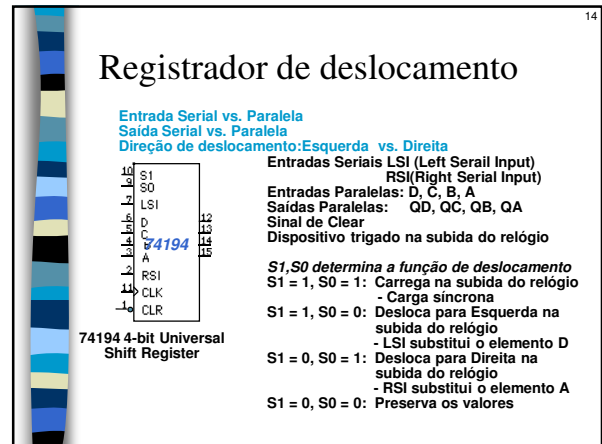 14
Registrador de deslocamento
Entrada Serial vs. Paralela
Saída Serial vs. Paralela
Direção de deslocamento:Esquerda vs. Direita
10 S1
9 S0
7 LSI
6 D 12
5 C 13
4 B 14
3 A 15
74194
2 RSI
11 CLK
1 CLR
74194 4-bit Universal
Shift Register
Entradas Seriais LSI (Left Serail Input)
RSI(Right Serial Input)
Entradas Paralelas: D, C, B, A
Saídas Paralelas: QD, QC, QB, QA
Sinal de Clear
Dispositivo trigado na subida do relógio
S1,S0 determina a função de deslocamento
S1 = 1, S0 = 1: Carrega na subida do relógio
- Carga síncrona
S1 = 1, S0 = 0: Desloca para Esquerda na
subida do relógio
- LSI substitui o elemento D
S1 = 0, S0 = 1: Desloca para Direita na
subida do relógio
- RSI substitui o elemento A
S1 = 0, S0 = 0: Preserva os valores